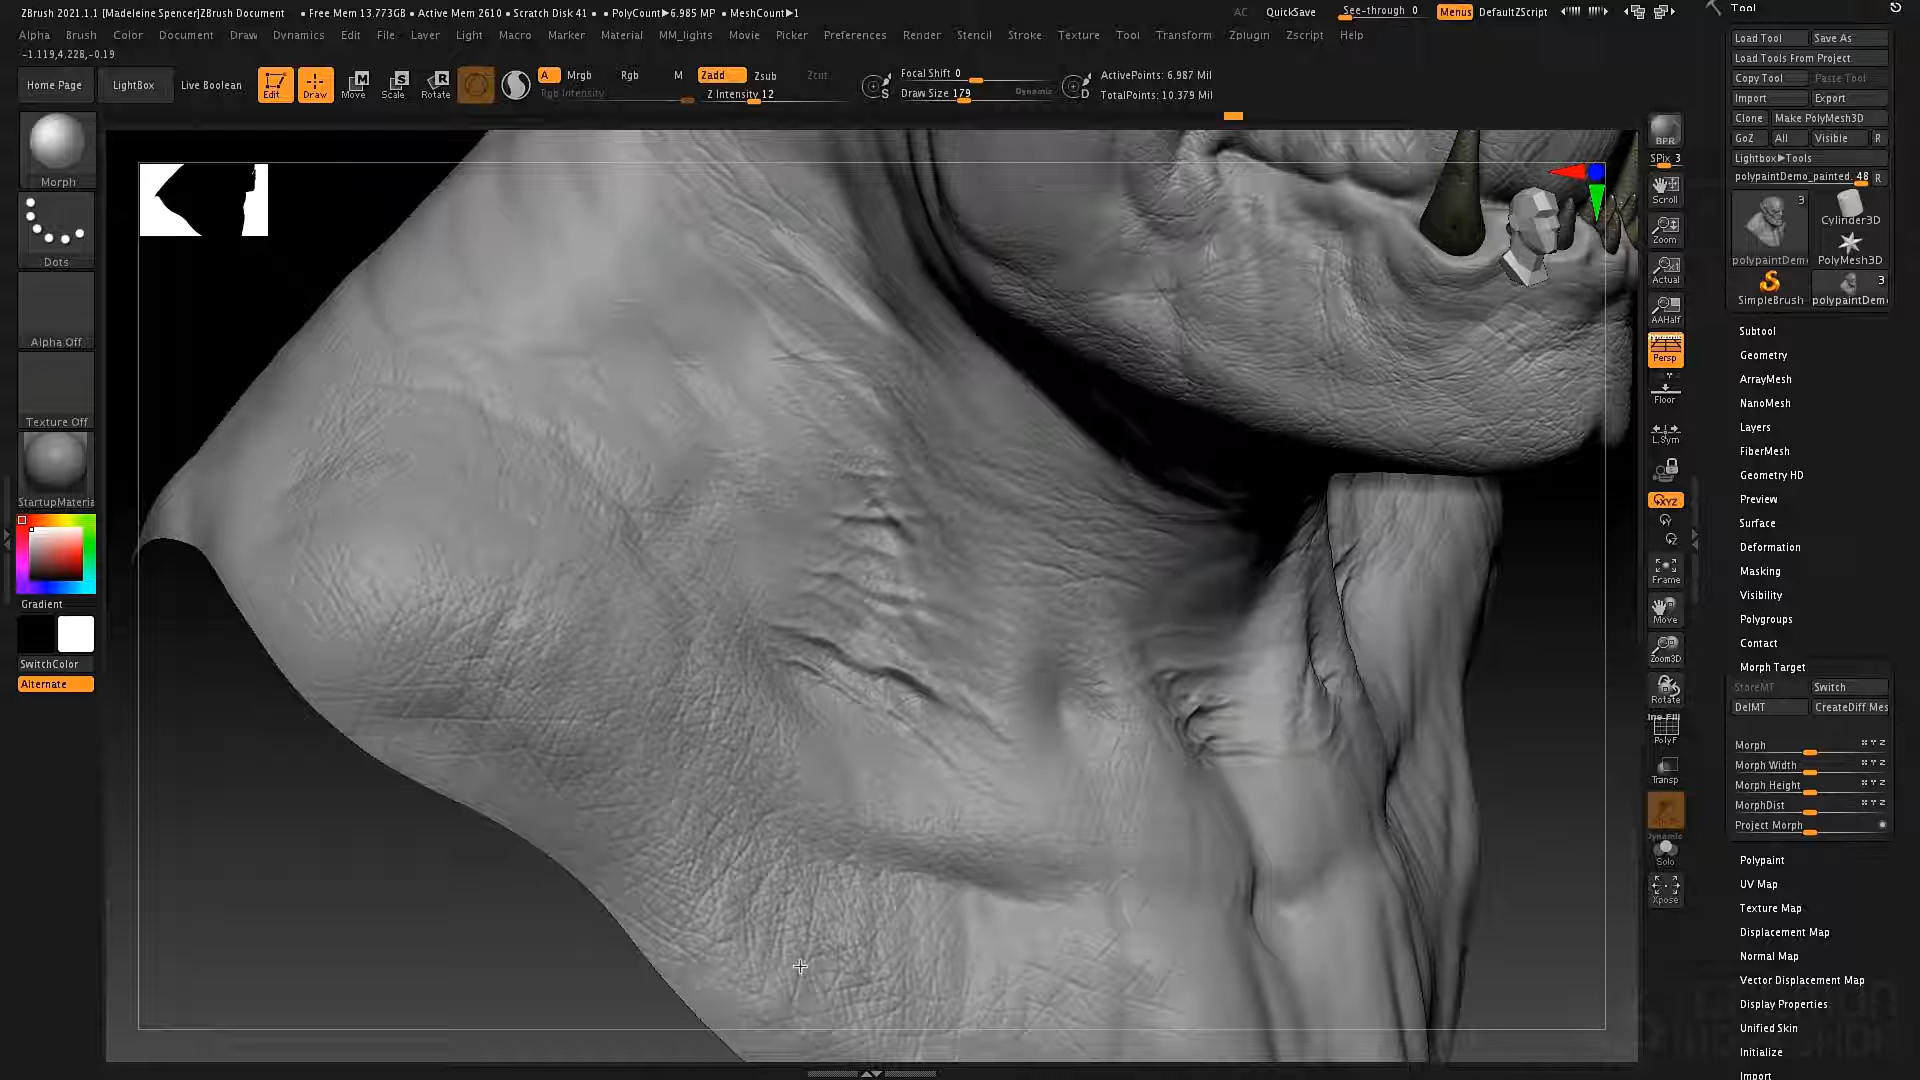 ZBrush 2021.1.1 [Madeleine Spencer]ZBrush Document • Free Mem 13.773GB • Active Mem 2610 • Scratch Disk 41 • • PolyCount▶6.985 MP • MeshCount▶1
AC QuickSave See-through 0 Menus DefaultZScript
Alpha Brush Color Document Draw Dynamics Edit File Layer Light Macro Marker Material MM_lights Movie Picker Preferences Render Stencil Stroke Texture Tool Transform Zplugin Zscript Help
-1.119,4.228,-0.19
Home Page LightBox Live Boolean Edit Draw Move Scale Rotate
A Mrgb Rgb M Zadd Zsub Zcut
Rgb Intensity Z Intensity 12
Focal Shift 0
Draw Size 179 Dynamic
S
D
ActivePoints: 6.987 Mil
TotalPoints: 10.379 Mil
Morph
Dots
Alpha Off
Texture Off
StartupMateria
Gradient
SwitchColor
Alternate
BPR
SPix 3
Scroll
Zoom
Actual
AAHalf
Persp
Floor
L.Sym
XYZ
Y
Z
Frame
Move
Zoom3D
Rotate
PolyF
Transp
Dynamic
Solo
Xpose
Tool
Load Tool Save As
Load Tools From Project
Copy Tool Paste Tool
Import Export
Clone Make PolyMesh3D
GoZ All Visible R
Lightbox▶Tools
polypaintDemo_painted. 48 R
3
polypaintDem
Cylinder3D
PolyMesh3D
SimpleBrush
3
polypaintDem
Subtool
Geometry
ArrayMesh
NanoMesh
Layers
FiberMesh
Geometry HD
Preview
Surface
Deformation
Masking
Visibility
Polygroups
Contact
Morph Target
StoreMT Switch
DelMT CreateDiff Mes
Morph X Y Z
Morph Width X Y Z
Morph Height X Y Z
MorphDist X Y Z
Project Morph
Polypaint
UV Map
Texture Map
Displacement Map
Normal Map
Vector Displacement Map
Display Properties
Unified Skin
Initialize
Import